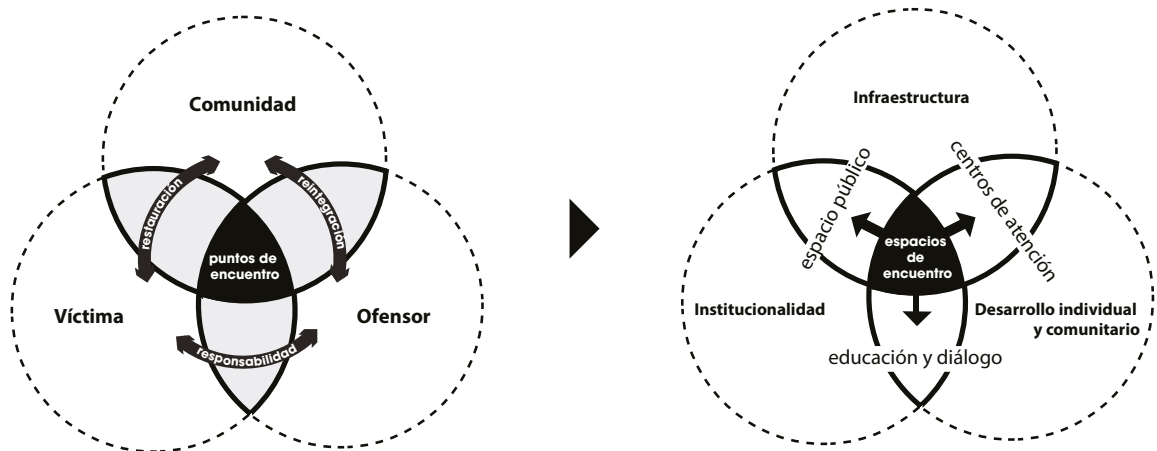 Comunidad
restauración
reintegración
puntos de
encuentro
Víctima
Ofensor
responsabilidad
Infraestructura
espacio público
centros de atención
espacios
de
encuentro
Institucionalidad
Desarrollo individual
y comunitario
educación y diálogo